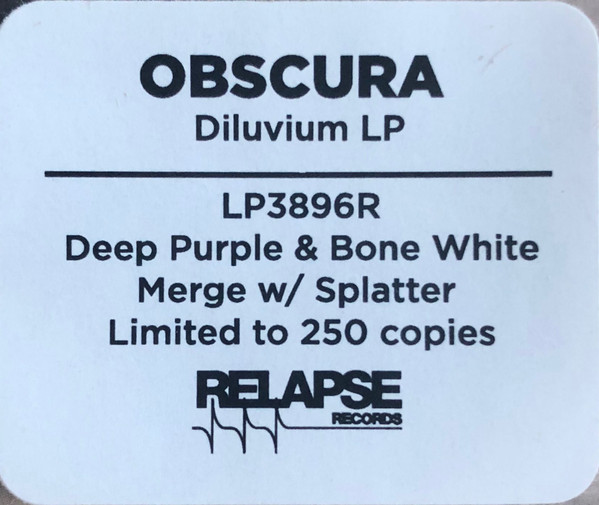 OBSCURA
Diluvium LP
LP3896R
Deep Purple & Bone White
Merge w/ Splatter
Limited to 250 copies
RELAPSE
RECORDS